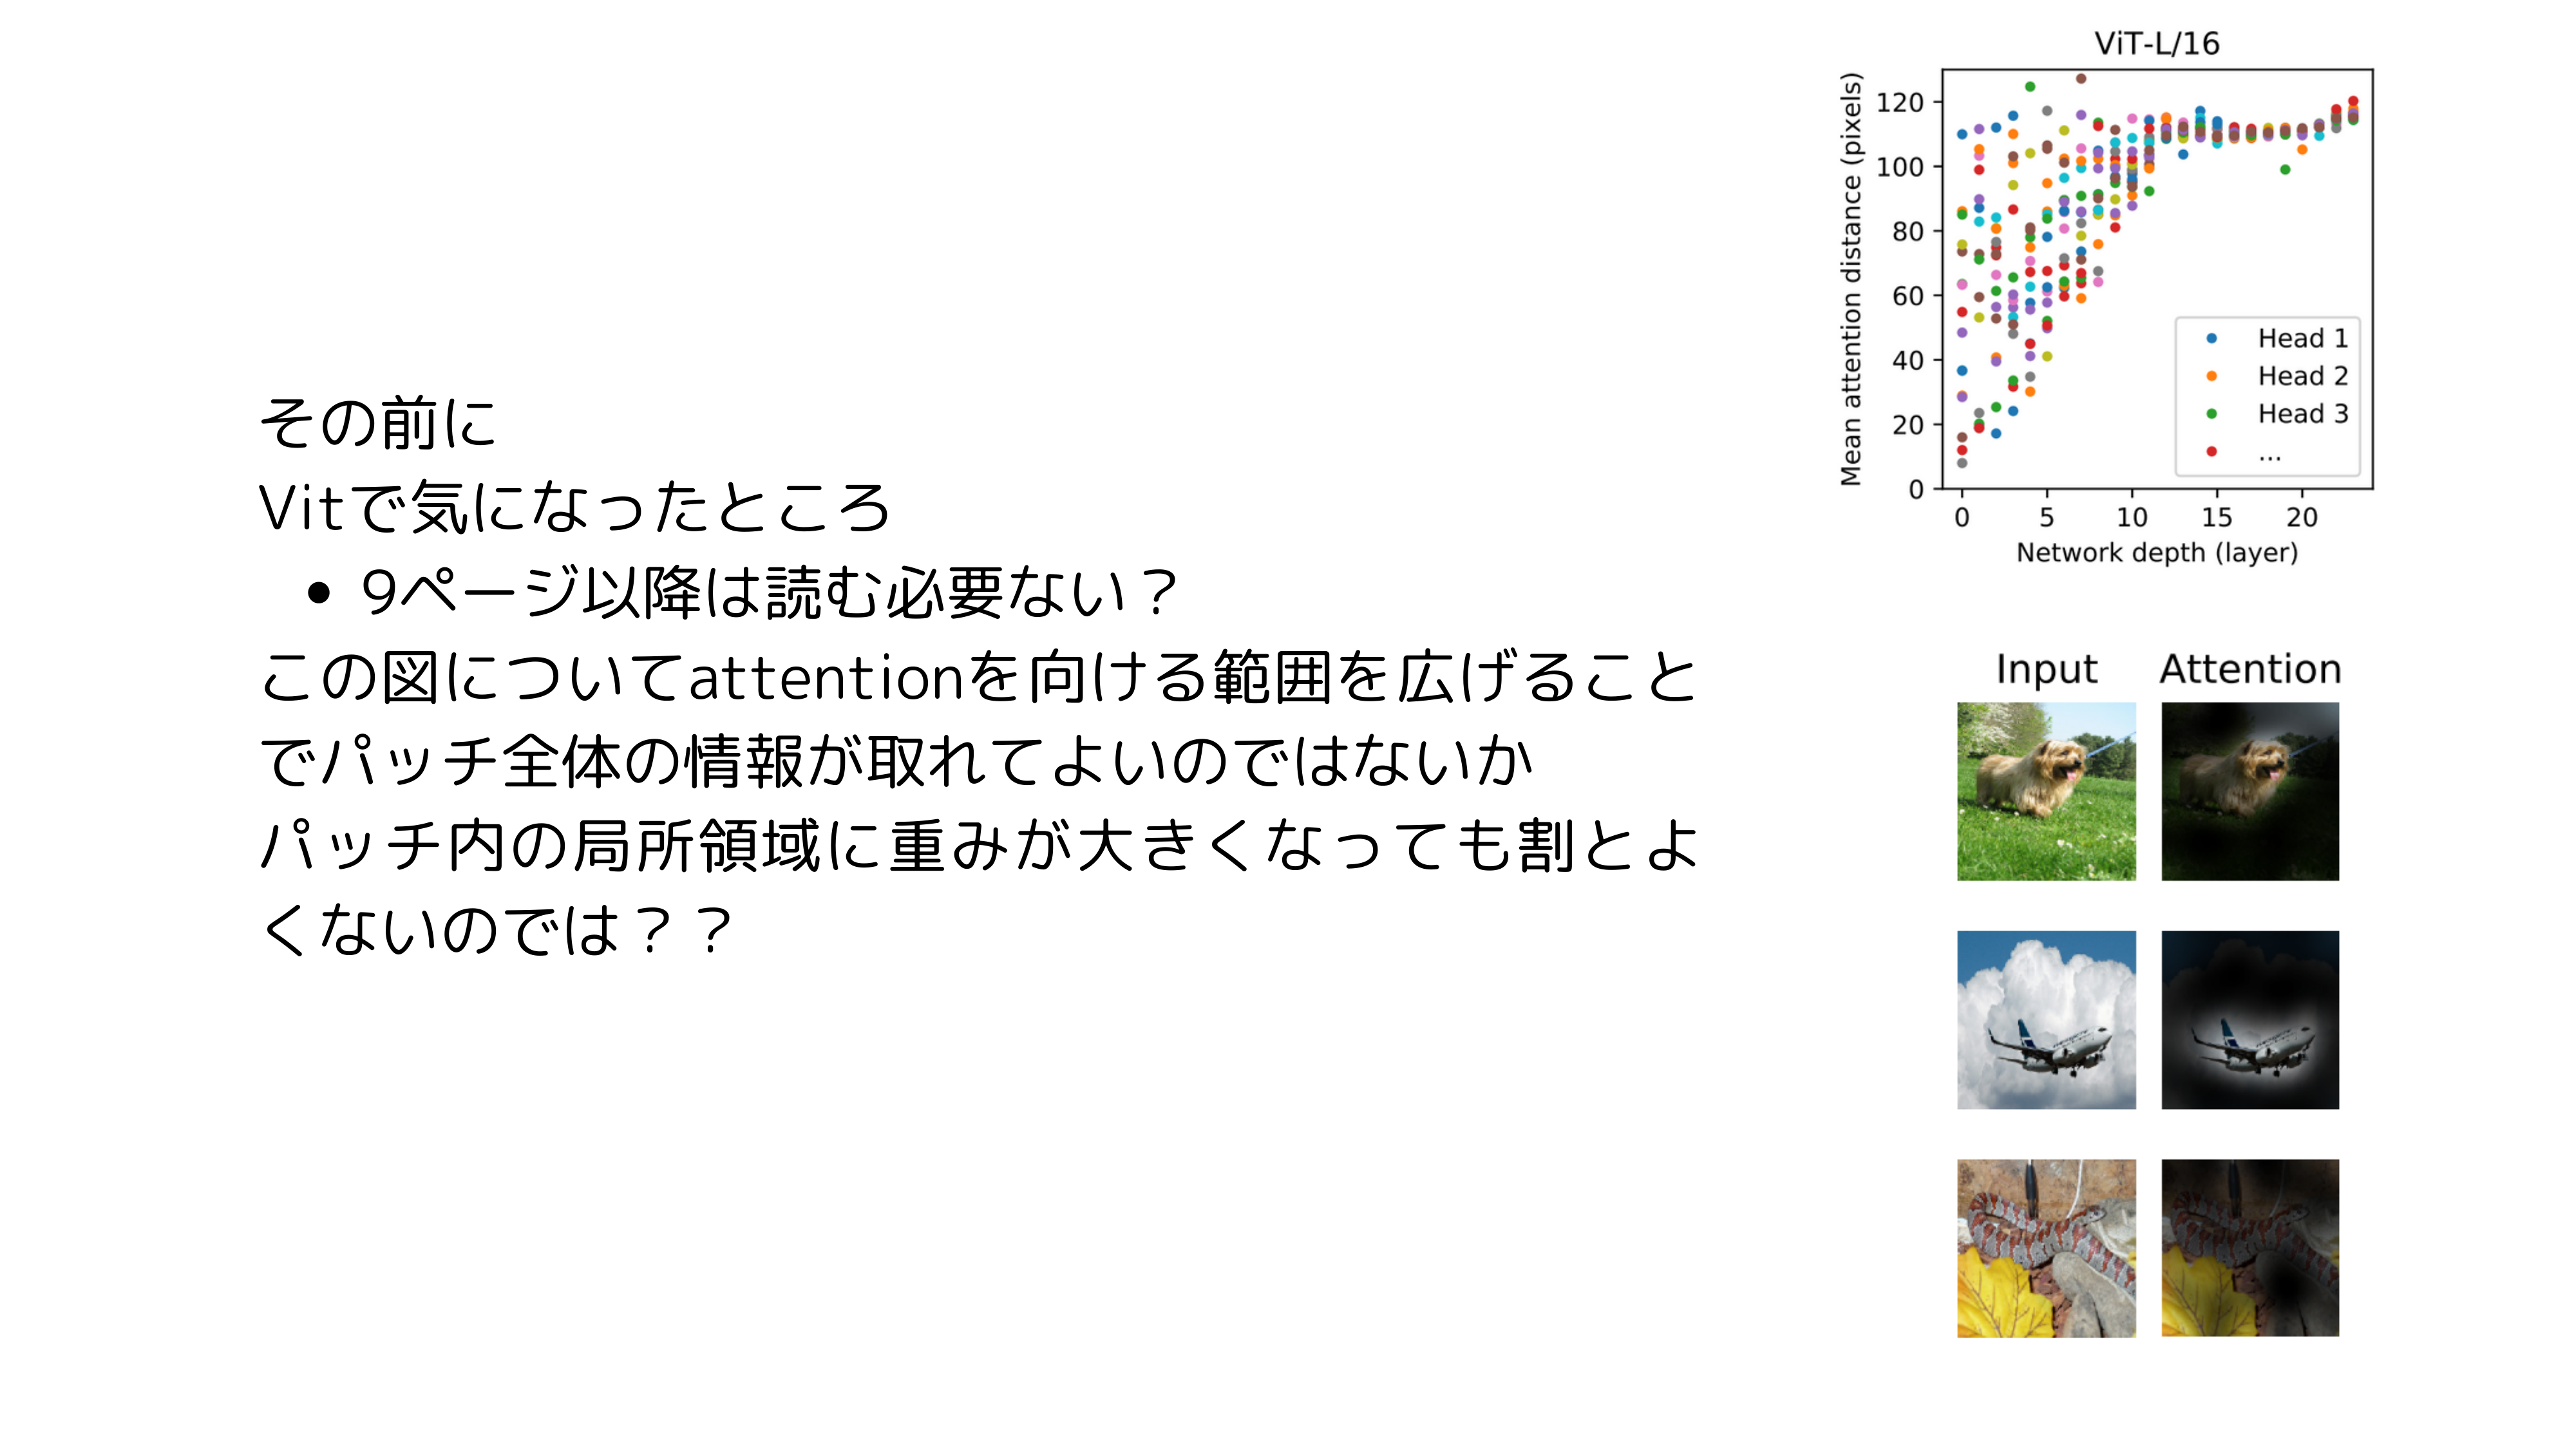 その前に
Vitで気になったところ
• 9ページ以降は読む必要ない？
この図についてattentionを向ける範囲を広げること
でパッチ全体の情報が取れてよいのではないか
パッチ内の局所領域に重みが大きくなっても割とよ
くないのでは？？
ViT-L/16
Mean attention distance (pixels)
120
100
80
60
40
20
0
Head 1
Head 2
Head 3
...
0 5 10 15 20
Network depth (layer)
Input Attention